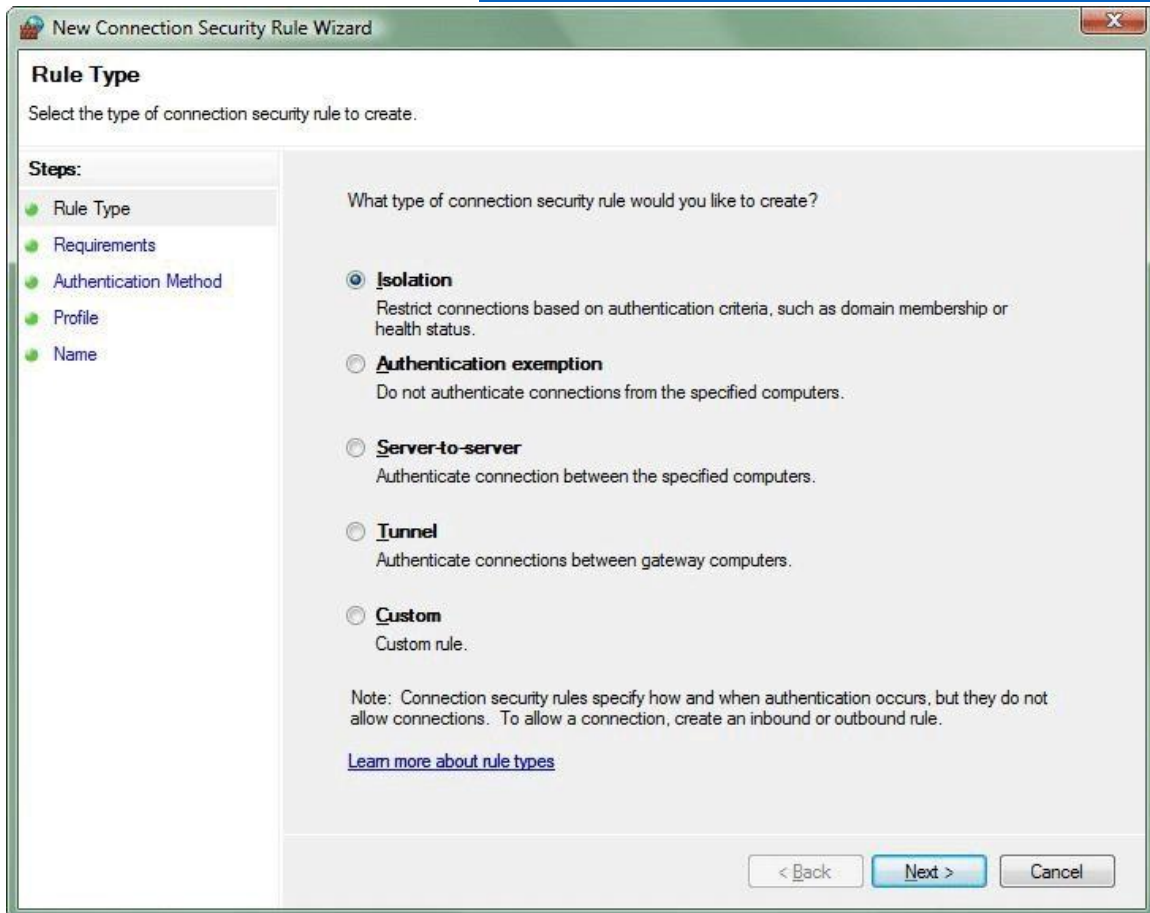 New Connection Security Rule Wizard
Rule Type
Select the type of connection security rule to create.
Steps:
Rule Type
Requirements
Authentication Method
Profile
Name
What type of connection security rule would you like to create?
Isolation
Restrict connections based on authentication criteria, such as domain membership or
health status.
Authentication exemption
Do not authenticate connections from the specified computers.
Server-to-server
Authenticate connection between the specified computers.
Tunnel
Authenticate connections between gateway computers.
Custom
Custom rule.
Note: Connection security rules specify how and when authentication occurs, but they do not
allow connections. To allow a connection, create an inbound or outbound rule.
Learn more about rule types
< Back Next > Cancel